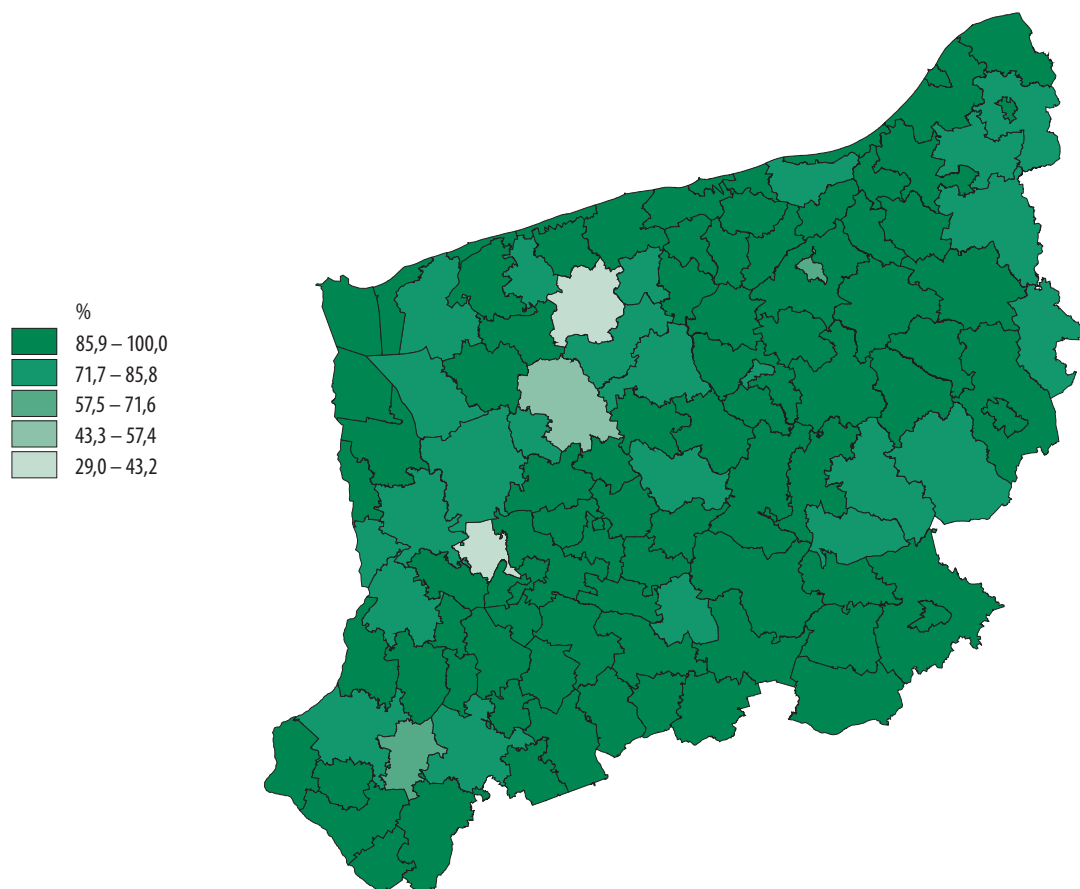 %
85,9 – 100,0
71,7 – 85,8
57,5 – 71,6
43,3 – 57,4
29,0 – 43,2